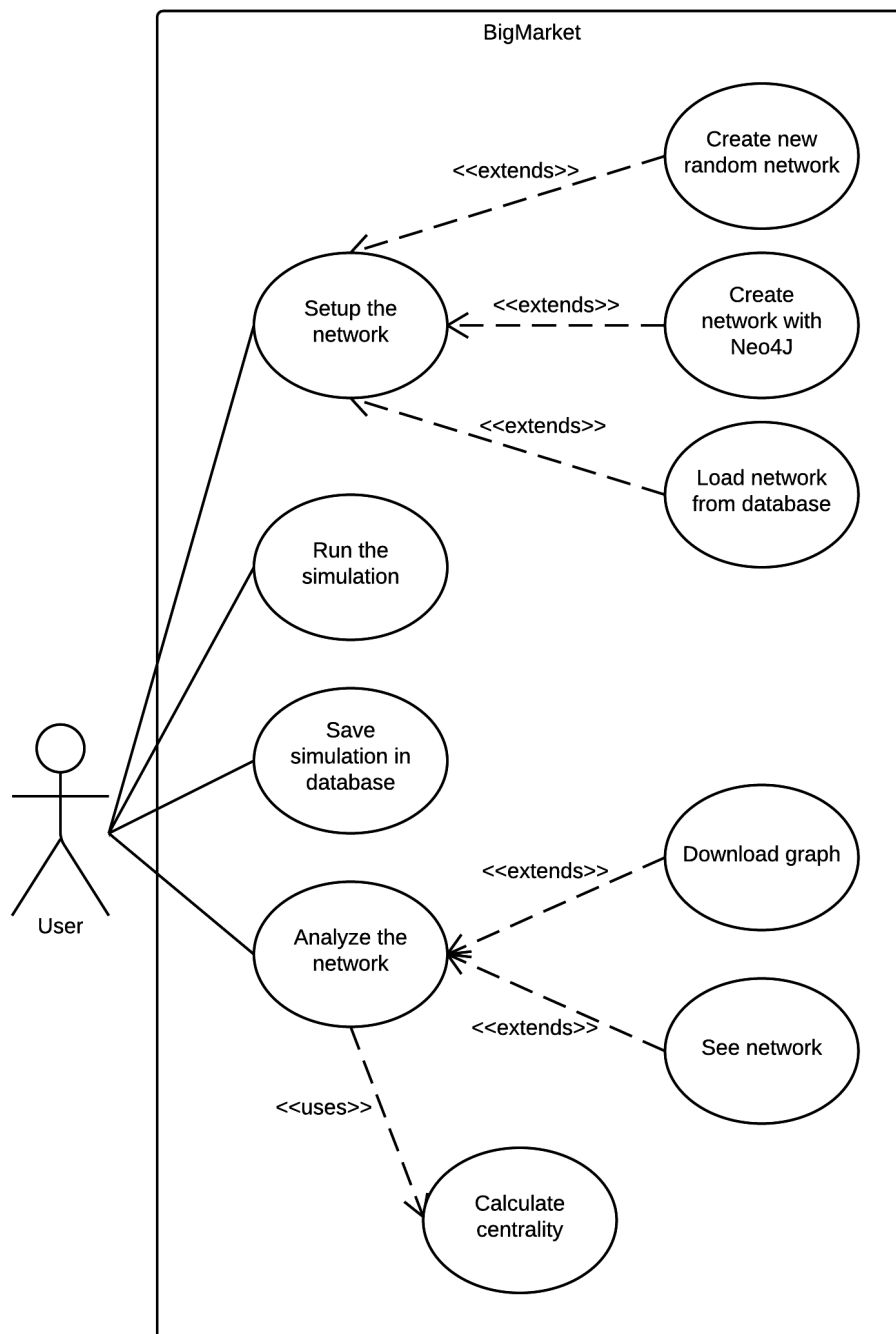 BigMarket
Create new
random network
<<extends>>
Setup the
network
<<extends>>
Create
network with
Neo4J
<<extends>>
Load network
from database
Run the
simulation
Save
simulation in
database
User
Analyze the
network
<<extends>>
Download graph
<<extends>>
See network
<<uses>>
Calculate
centrality